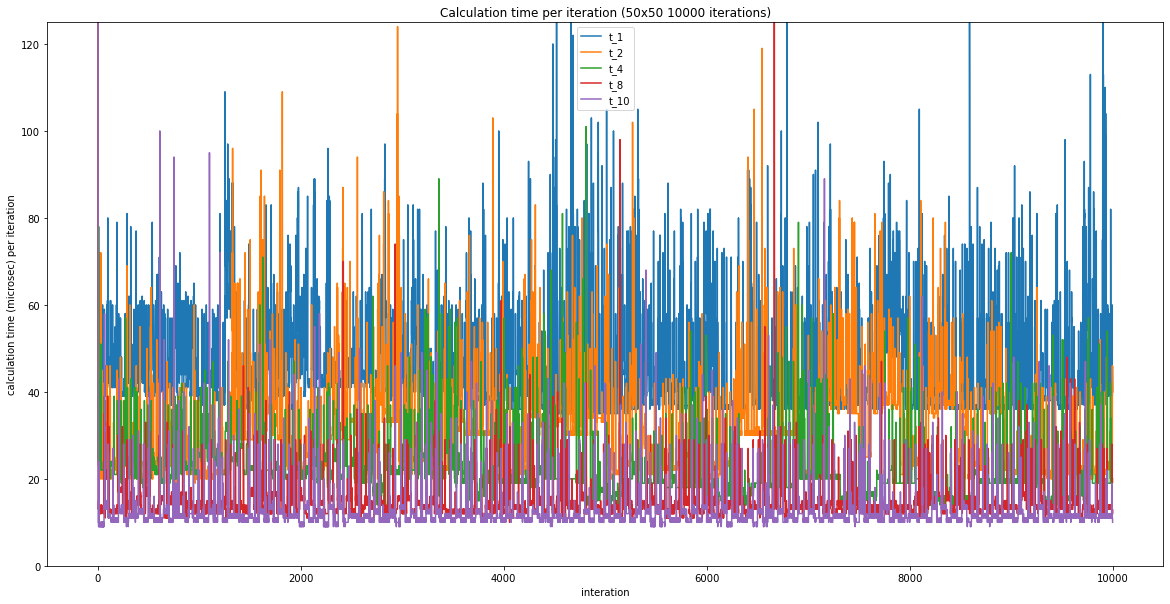 Calculation time per iteration (50x50 10000 iterations)
t_1
t_2
t_4
t_8
t_10
calculation time (microsec) per iteration
120
100
80
60
40
20
0
0 2000 4000 6000 8000 10000
interation